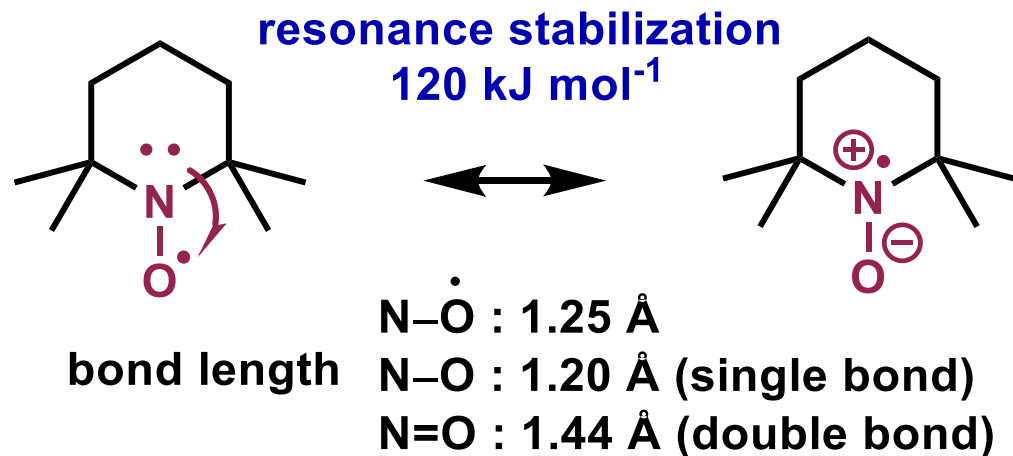 resonance stabilization
120 kJ mol-1
N
O
N
O
N–O : 1.25 Å
bond length
N–O : 1.20 Å (single bond)
N=O : 1.44 Å (double bond)